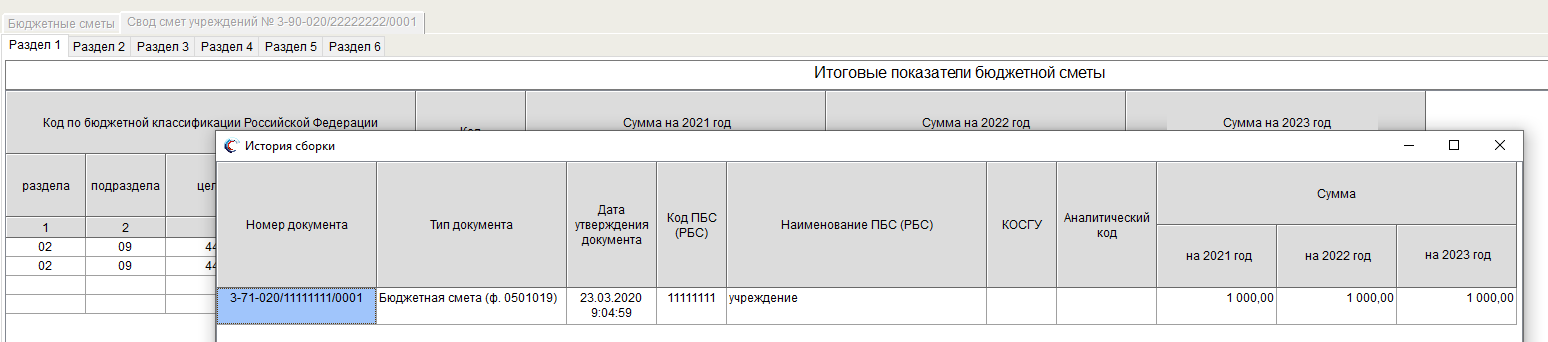 Бюджетные сметы
Свод смет учреждений № 3-90-020/22222222/0001
Раздел 1 Раздел 2 Раздел 3 Раздел 4 Раздел 5 Раздел 6
Итоговые показатели бюджетной сметы
Код по бюджетной классификации Российской Федерации
Сумма на 2021 год Сумма на 2022 год Сумма на 2023 год
раздела подраздела
1 2
02 09 44
02 09 44
История сборки
Номер документа
Тип документа
Дата
утверждения
документа
Код ПБС
(РБС)
Наименование ПБС (РБС)
КОСГУ
Аналитический
код
Сумма
на 2021 год на 2022 год на 2023 год
3-71-020/11111111/0001 Бюджетная смета (ф. 0501019) 23.03.2020
9:04:59
11111111 учреждение 1 000,00 1 000,00 1 000,00